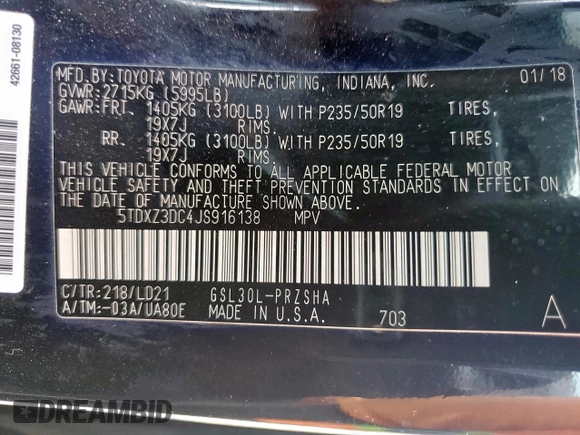 42661-08130
MFD.BY:TOYOTA MOTOR MANUFACTURING, INDIANA, INC. 01/18
GVWR:2715KG (5995LB)
GAWR:FRT. 1405KG (3100LB) WITH P235/50R19 TIRES,
19X7J RIMS.
RR. 1405KG (3100LB) WITH P235/50R19 TIRES,
19X7J RIMS.
THIS VEHICLE CONFORMS TO ALL APPLICABLE FEDERAL MOTOR
VEHICLE SAFETY AND THEFT PREVENTION STANDARDS IN EFFECT ON
THE DATE OF MANUFACTURE SHOWN ABOVE.
5TDXZ3DC4JS916138 MPV
C/TR:218/LD21 GSL30L-PRZSHA
A/TM:-03A/UA80E MADE IN U.S.A. 703 A
DREAMBID